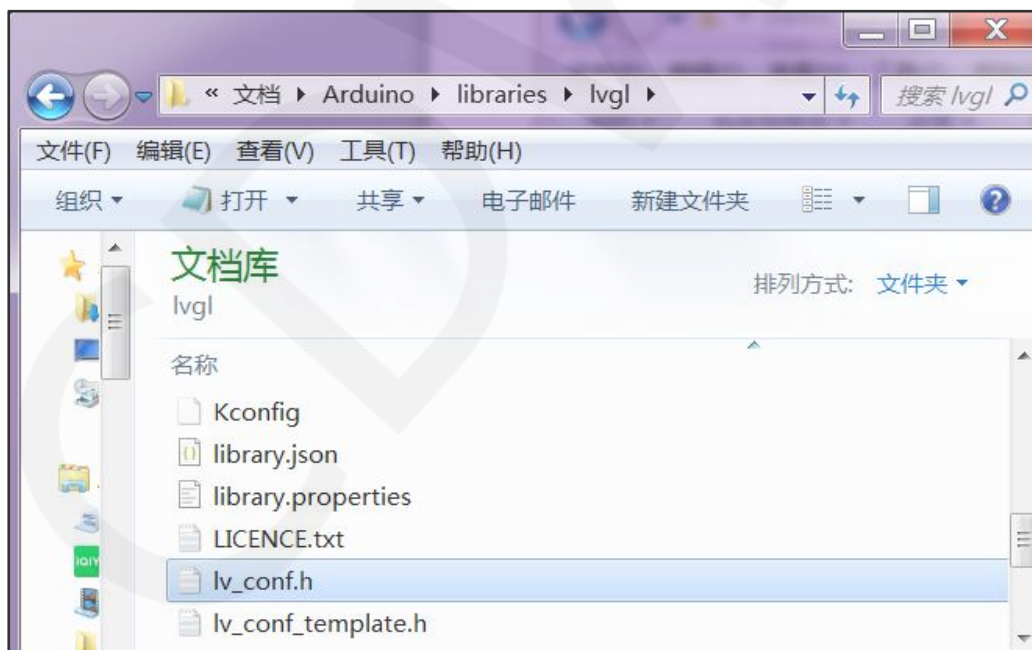 « 文档 ▸ Arduino ▸ libraries ▸ lvgl ▸ 搜索 lvgl
文件(F) 编辑(E) 查看(V) 工具(T) 帮助(H)
组织 打开 共享 电子邮件 新建文件夹
文档库
lvgl
排列方式: 文件夹
名称
Kconfig
library.json
library.properties
LICENCE.txt
lv_conf.h
lv_conf_template.h